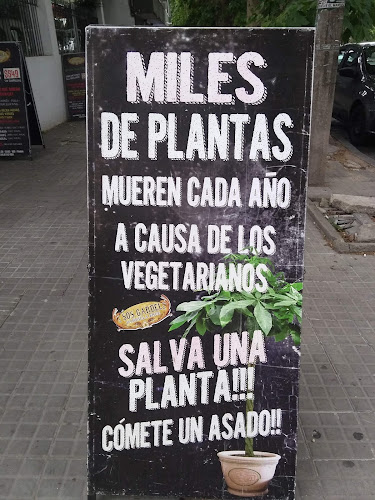 MILES
DE PLANTAS
MUEREN CADA AÑO
A CAUSA DE LOS
VEGETARIANOS
SALVA UNA
PLANTA!!!
CÓMETE UN ASADO!!